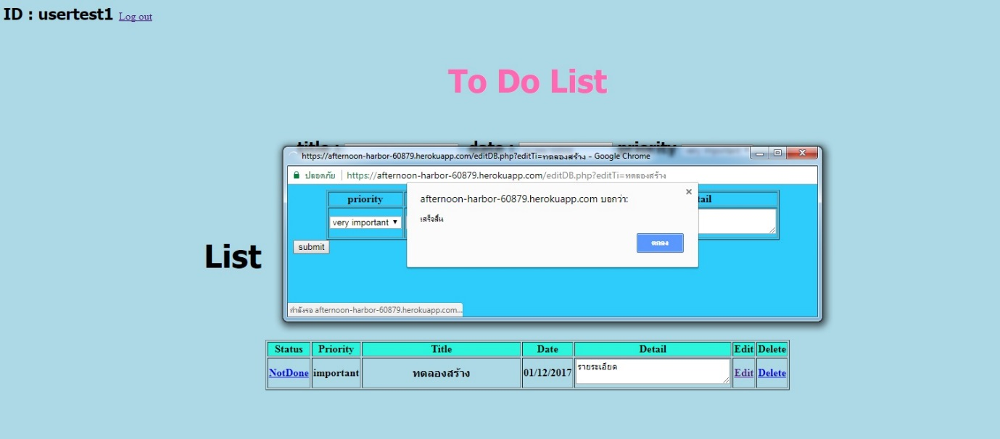 ID : usertest1 Log out
To Do List
title : date : priority
https://afternoon-harbor-60879.herokuapp.com/editDB.php?editTi=ทดลองสร้าง - Google Chrome
ปลอดภัย | https://afternoon-harbor-60879.herokuapp.com/editDB.php?editTi=ทดลองสร้าง
priority tail
very important
submit
afternoon-harbor-60879.herokuapp.com บอกว่า:
เสร็จสิ้น
ตกลง
List
กำลังรอ afternoon-harbor-60879.herokuapp.com...
Status Priority Title Date Detail Edit Delete
NotDone important ทดลองสร้าง 01/12/2017 รายระเอียด Edit Delete